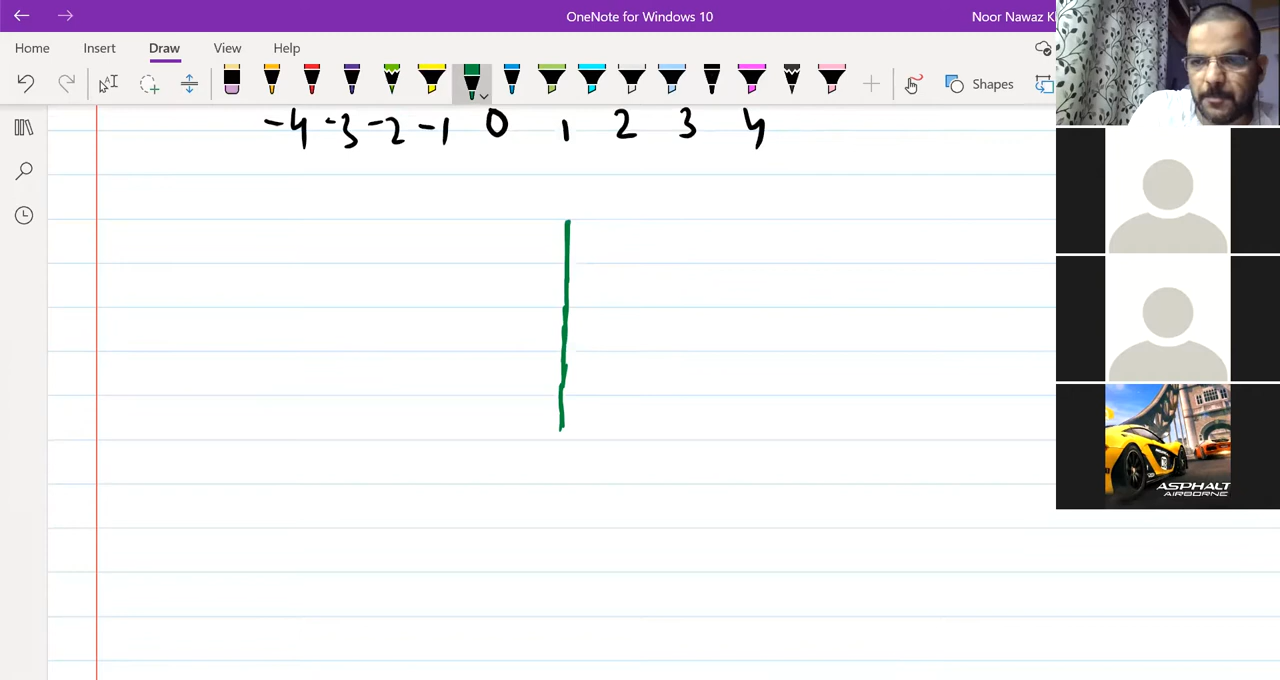 OneNote for Windows 10
Noor Nawaz K
Home Insert Draw View Help
Shapes
-4 -3 -2 -1 0 1 2 3 4
ASPHALT
AIRBORNE